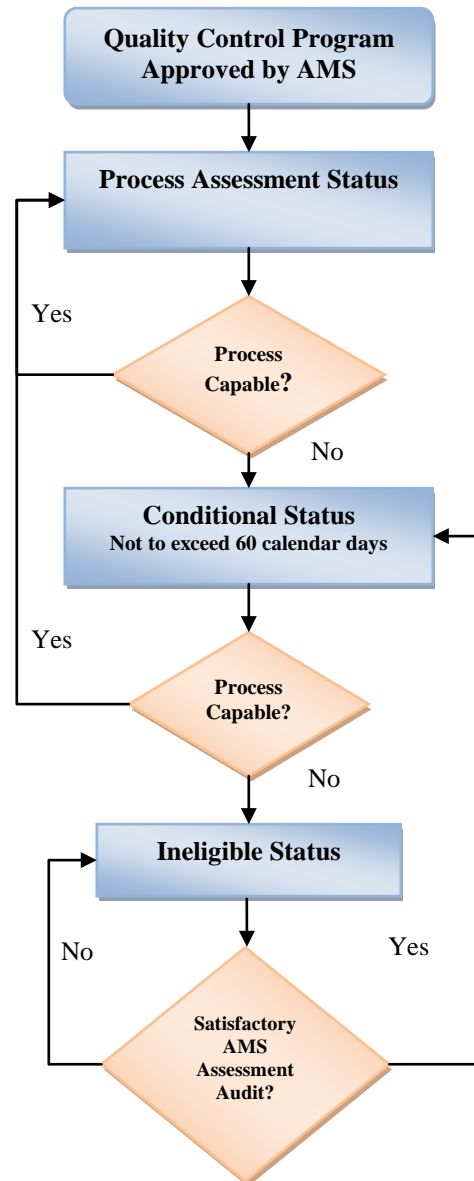 Quality Control Program
Approved by AMS
Process Assessment Status
Yes
Process
Capable?
No
Conditional Status
Not to exceed 60 calendar days
Yes
Process
Capable?
No
Ineligible Status
No
Yes
Satisfactory
AMS
Assessment
Audit?